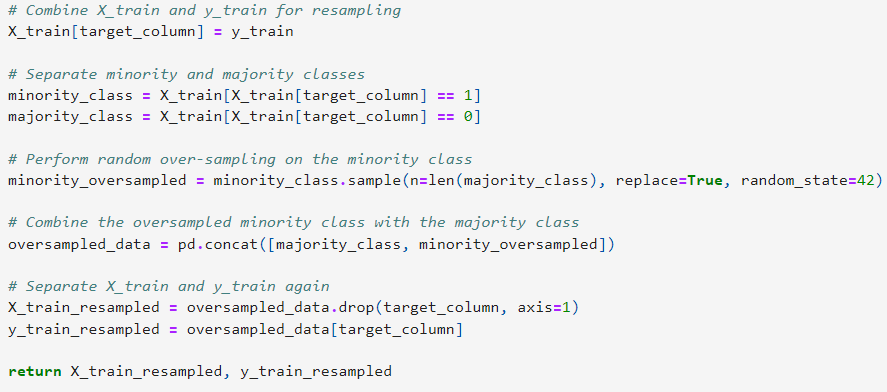 # Combine X_train and y_train for resampling
X_train[target_column] = y_train
# Separate minority and majority classes
minority_class = X_train[X_train[target_column] == 1]
majority_class = X_train[X_train[target_column] == 0]
# Perform random over-sampling on the minority class
minority_oversampled = minority_class.sample(n=len(majority_class), replace=True, random_state=42)
# Combine the oversampled minority class with the majority class
oversampled_data = pd.concat([majority_class, minority_oversampled])
# Separate X_train and y_train again
X_train_resampled = oversampled_data.drop(target_column, axis=1)
y_train_resampled = oversampled_data[target_column]
return X_train_resampled, y_train_resampled